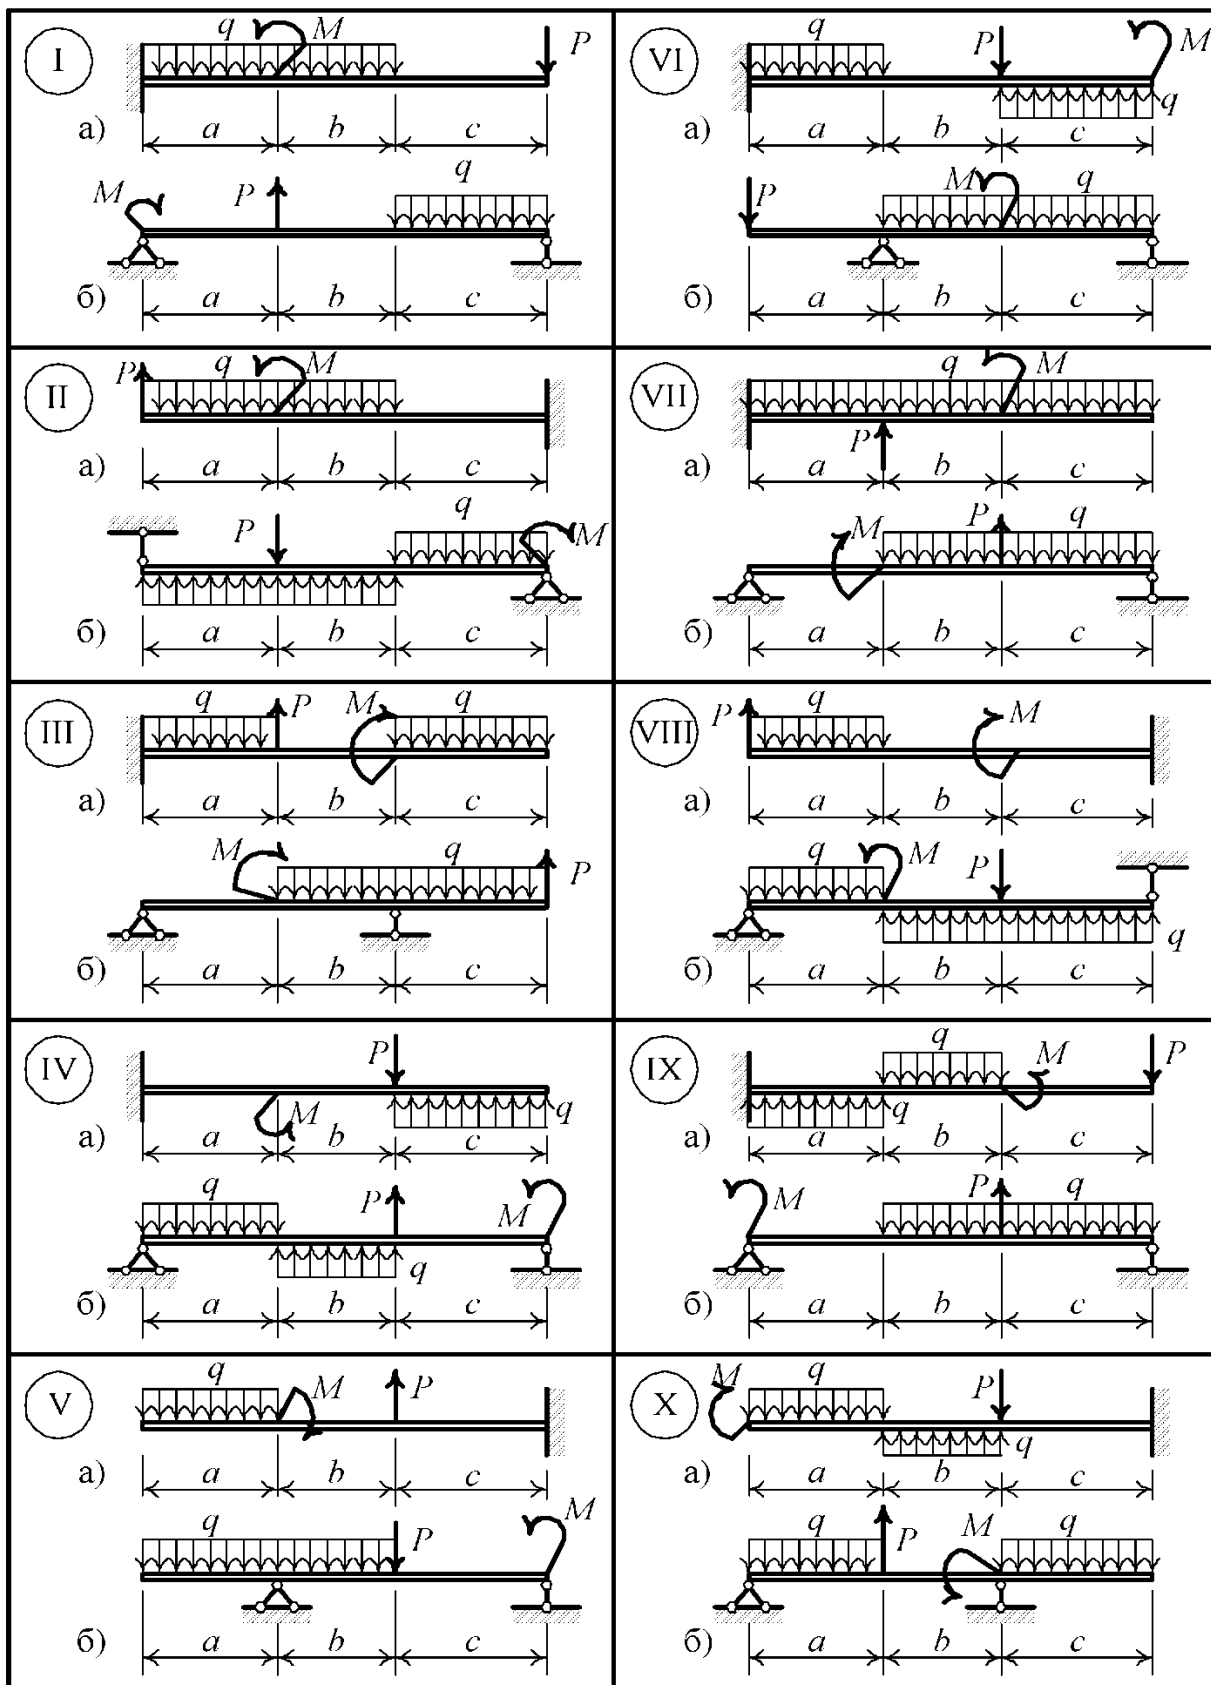 I
q M P
а) a b c
M P q
б) a b c
II
P q M
а) a b c
P q M
б) a b c
III
q P M q
а) a b c
M q P
б) a b c
IV
P
M q
а) a b c
q P M
q
б) a b c
V
q M P
а) a b c
q P M
б) a b c
VI
q P M
q
а) a b c
P M q
б) a b c
VII
q M
P
а) a b c
M P q
б) a b c
VIII
P q M
а) a b c
q M P
q
б) a b c
IX
q M P
q
а) a b c
M P q
б) a b c
X
M q P
q
а) a b c
q P M q
б) a b c